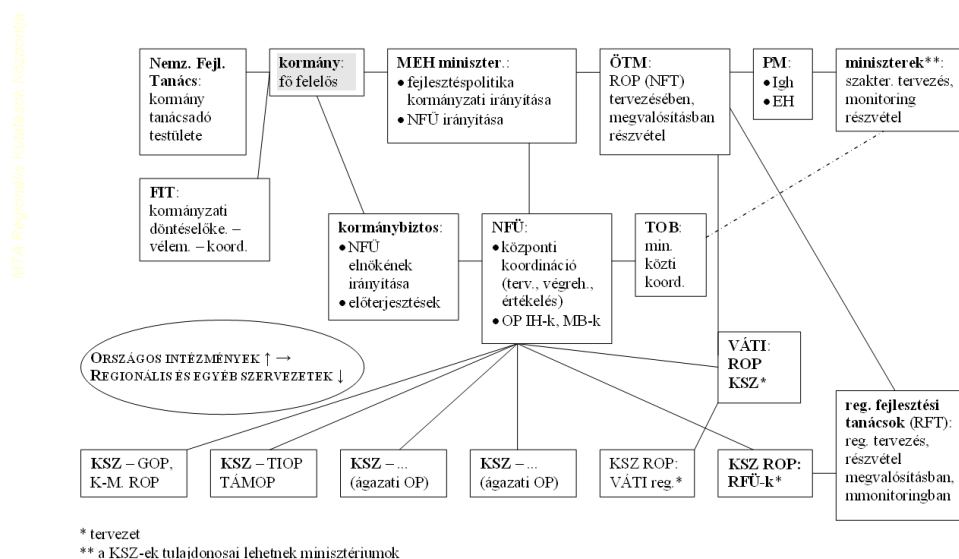 MTA Regionális Kutatások Központja
Nemz. Fejl.
Tanács:
kormány
tanácsadó
testülete
kormány:
fő felelős
MEH miniszter.:
● fejlesztéspolitika
kormányzati irányítása
● NFÜ irányítása
ÖTM:
ROP (NFT)
tervezésében,
megvalósításban
részvétel
PM:
● Igh
● EH
miniszterek**:
szakter. tervezés,
monitoring
részvétel
FIT:
kormányzati
döntéselőke. –
vélem. – koord.
kormánybiztos:
● NFÜ
elnökének
irányítása
● előterjesztések
NFÜ:
● központi
koordináció
(terv., végreh.,
értékelés)
● OP IH-k, MB-k
TOB:
min.
közti
koord.
ORSZÁGOS INTÉZMÉNYEK ↑ →
REGIONÁLIS ÉS EGYÉB SZERVEZETEK ↓
VÁTI:
ROP
KSZ*
reg. fejlesztési
tanácsok (RFT):
reg. tervezés,
részvétel
megvalósításban,
mmonitoringban
KSZ – GOP,
K-M. ROP
KSZ – TIOP
TÁMOP
KSZ – ...
(ágazati OP)
KSZ – ...
(ágazati OP)
KSZ ROP:
VÁTI reg.*
KSZ ROP:
RFÜ-k*
* tervezet
** a KSZ-ek tulajdonosai lehetnek minisztériumok